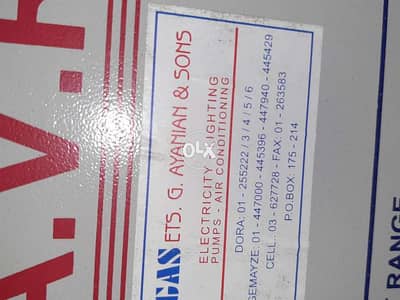 A.V.R
GAS ETS. G. AYANIAN & SONS
ELECTRICITY - LIGHTING
PUMPS - AIR CONDITIONING
DORA: 01 - 255222 / 3 / 4 / 5 / 6
GEMAYZE: 01 - 447000 - 445396 - 447940 - 445429
CELL. 03 - 627728 - FAX: 01 - 263583
P.O.BOX: 175 - 214
RANGE
OLX